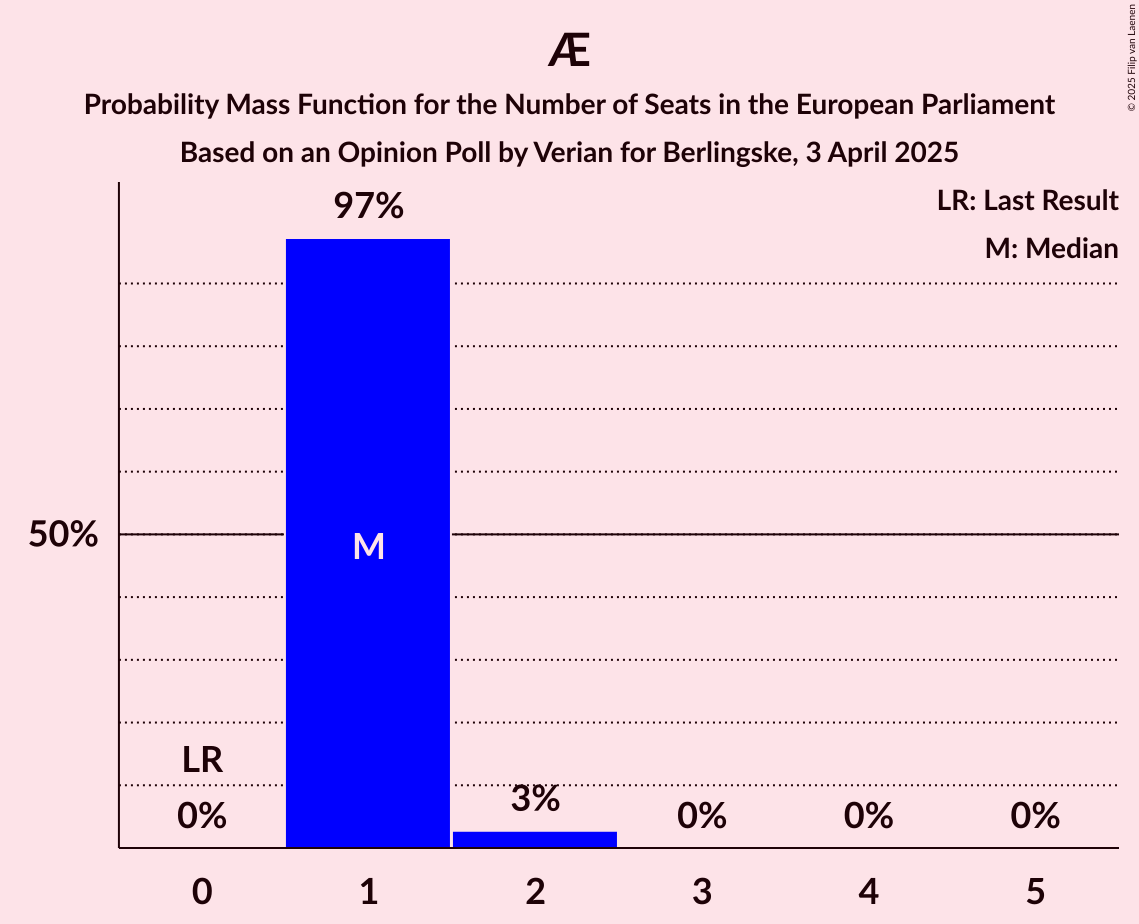 Æ
Probability Mass Function for the Number of Seats in the European Parliament
Based on an Opinion Poll by Verian for Berlingske, 3 April 2025
© 2025 Filip van Laenen
LR: Last Result
M: Median
97%
50%
M
LR
0%
3%
0%
0%
0%
0 1 2 3 4 5